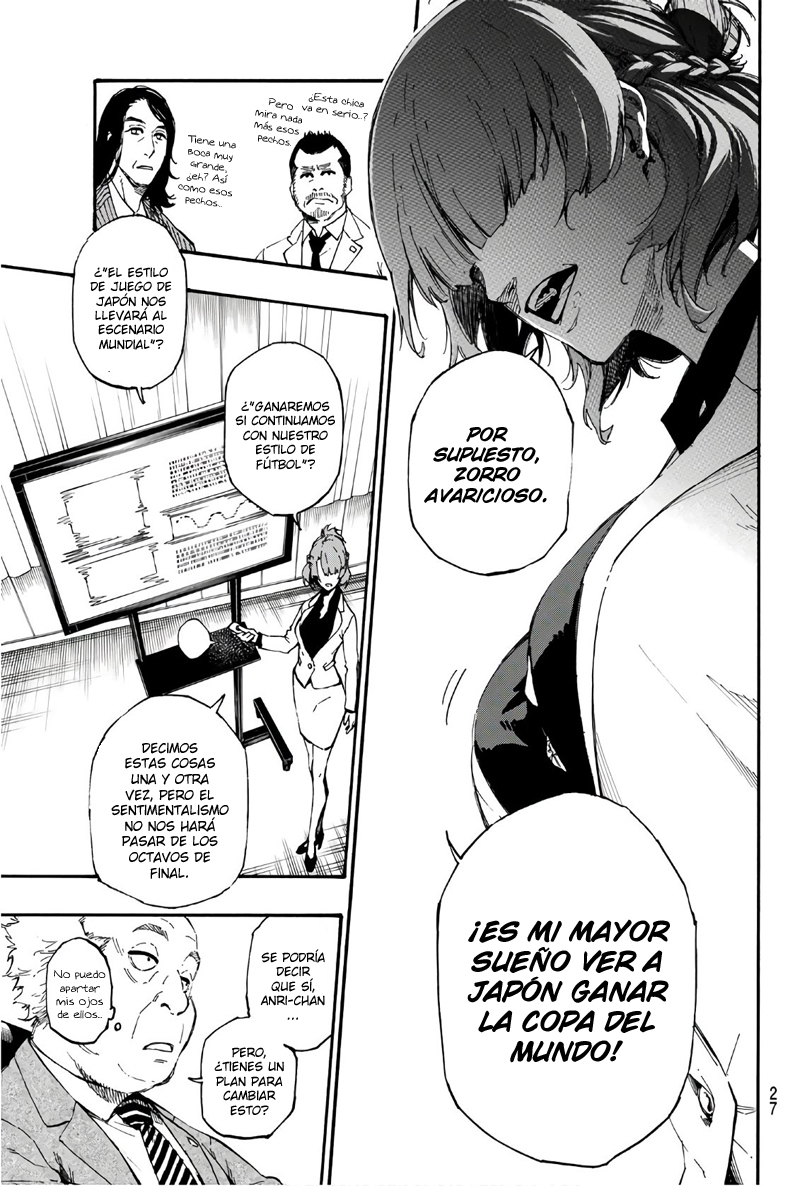 POR
SUPUESTO,
ZORRO
AVARICIOSO.
¡ES MI MAYOR
SUEÑO VER A
JAPÓN GANAR
LA COPA DEL
MUNDO!
¿Esta chica
va en serio..?
Pero
mira nada
más esos
pechos.
Tiene una
boca muy
grande,
¿eh? Así
como esos
pechos..
¿"EL ESTILO
DE JUEGO DE
JAPÓN NOS
LLEVARÁ AL
ESCENARIO
MUNDIAL"?
¿"GANAREMOS
SI CONTINUAMOS
CON NUESTRO
ESTILO DE
FÚTBOL"?
DECIMOS
ESTAS COSAS
UNA Y OTRA
VEZ, PERO EL
SENTIMENTALISMO
NO NOS HARÁ
PASAR DE LOS
OCTAVOS DE
FINAL.
SE PODRÍA
DECIR
QUE SÍ,
ANRI-CHAN
...
PERO,
¿TIENES UN
PLAN PARA
CAMBIAR
ESTO?
No puedo
apartar
mis ojos
de ellos..
27